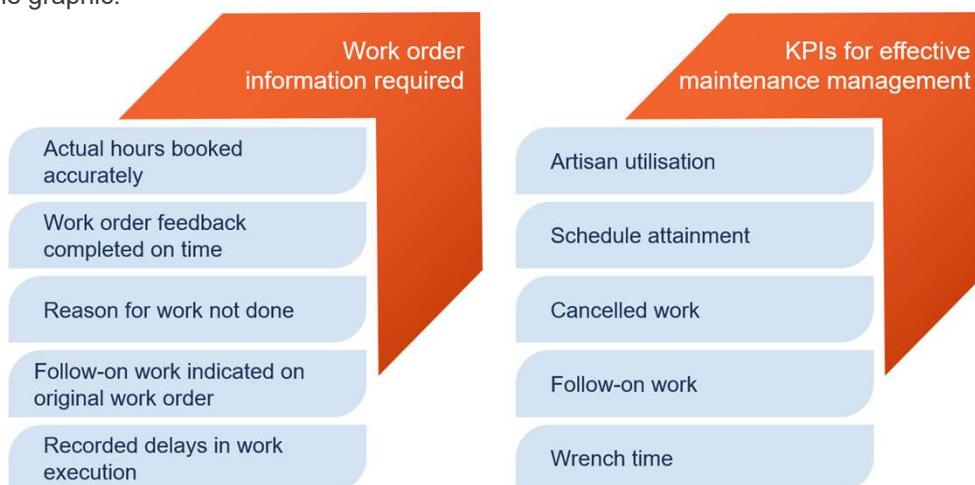 Work order
information required
Actual hours booked
accurately
Work order feedback
completed on time
Reason for work not done
Follow-on work indicated on
original work order
Recorded delays in work
execution
KPIs for effective
maintenance management
Artisan utilisation
Schedule attainment
Cancelled work
Follow-on work
Wrench time